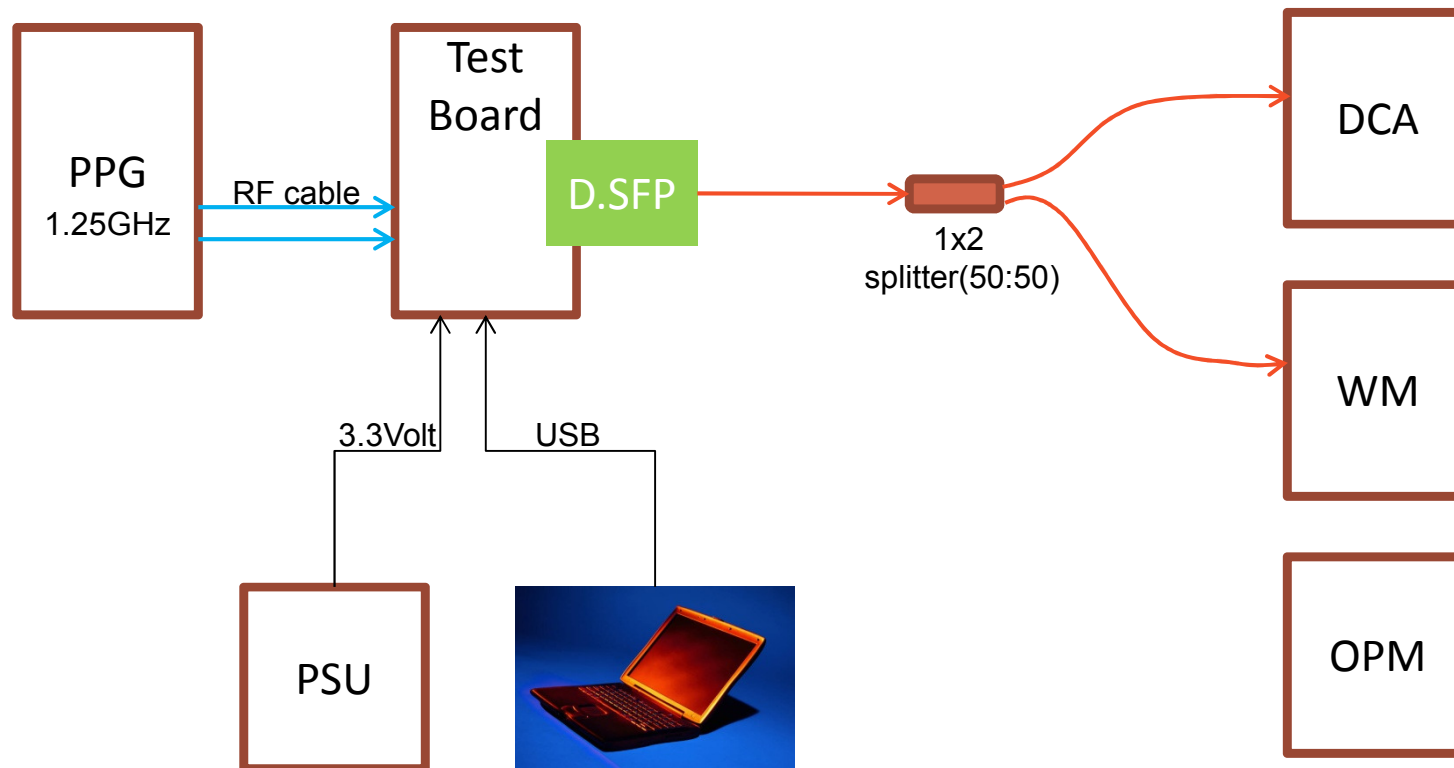 PPG
1.25GHz
RF cable
Test
Board
D.SFP
1x2
splitter(50:50)
DCA
WM
OPM
3.3Volt
USB
PSU